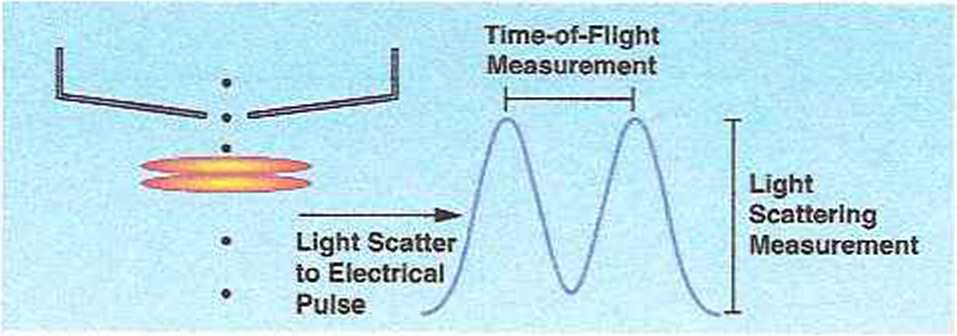 Time-of-Flight
Measurement
Light Scatter
to Electrical
Pulse
Light
Scattering
Measurement